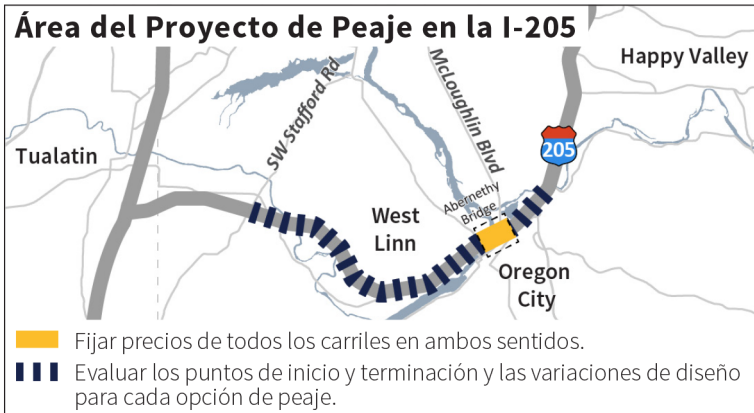 Área del Proyecto de Peaje en la I-205
Happy Valley
McLoughlin Blvd
SW Stafford Rd
205
Tualatin
Abernethy
Bridge
West
Linn
Oregon
City
Fijar precios de todos los carriles en ambos sentidos.
Evaluar los puntos de inicio y terminación y las variaciones de diseño
para cada opción de peaje.